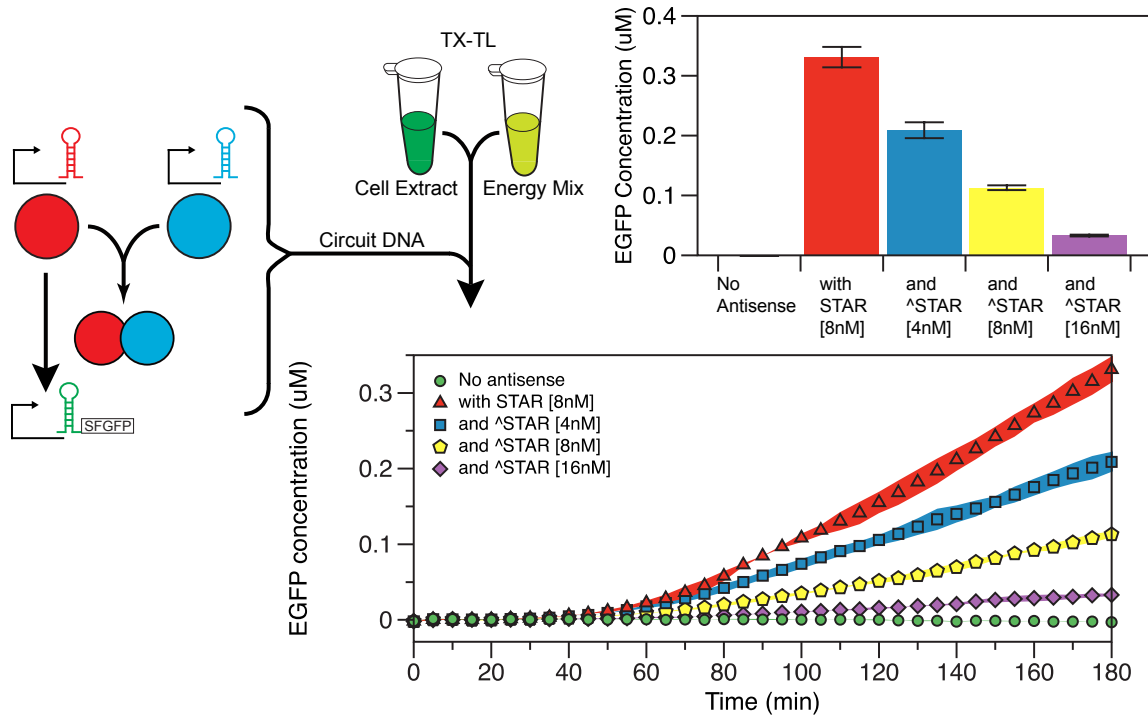 TX-TL
Cell Extract
Energy Mix
Circuit DNA
SFGFP
EGFP Concentration (uM)
0.4
0.3
0.2
0.1
0
No
Antisense
with
STAR
[8nM]
and
^STAR
[4nM]
and
^STAR
[8nM]
and
^STAR
[16nM]
EGFP concentration (uM)
0.3
0.2
0.1
0
No antisense
with STAR [8nM]
and ^STAR [4nM]
and ^STAR [8nM]
and ^STAR [16nM]
0 20 40 60 80 100 120 140 160 180
Time (min)